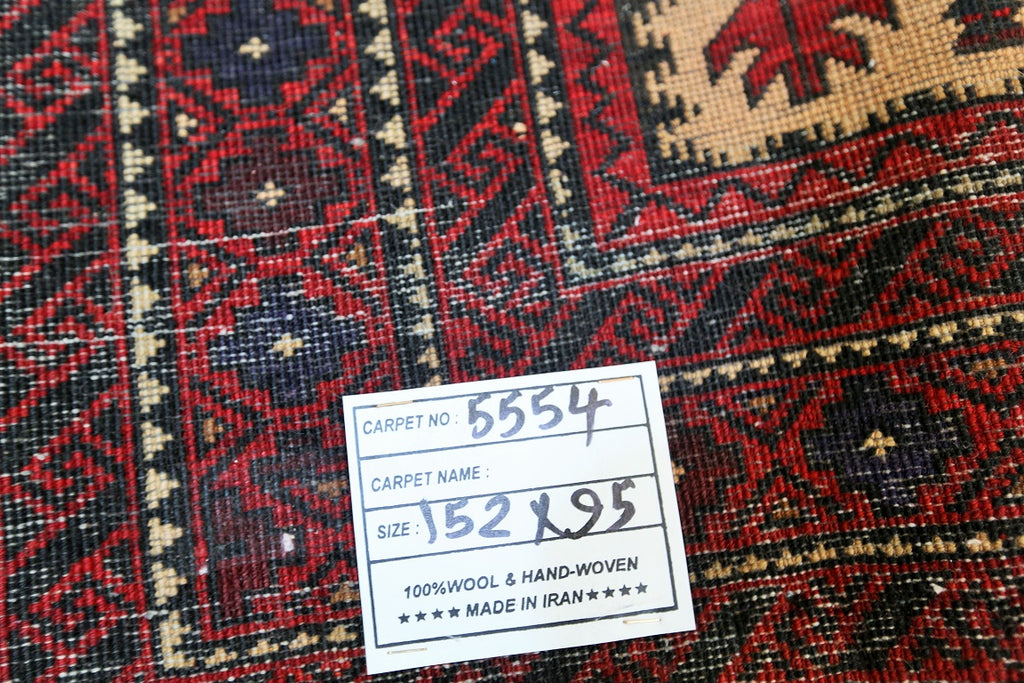 CARPET NO : 5554
CARPET NAME :
SIZE : 152 x 95
100%WOOL & HAND-WOVEN
★★★★ MADE IN IRAN ★★★★